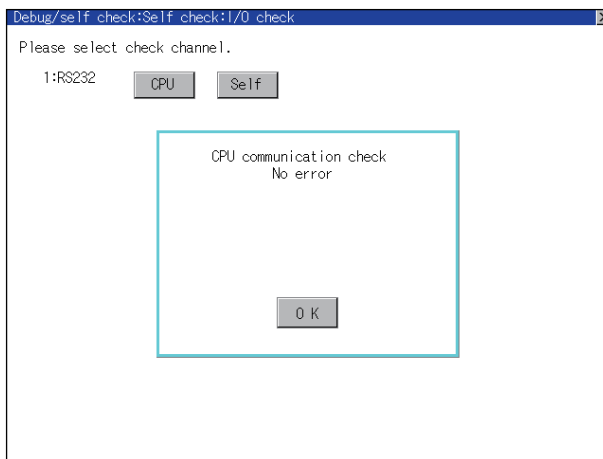 Debug/self check:Self check:I/O check
Please select check channel.
1:RS232 CPU Self
CPU communication check
No error
O K